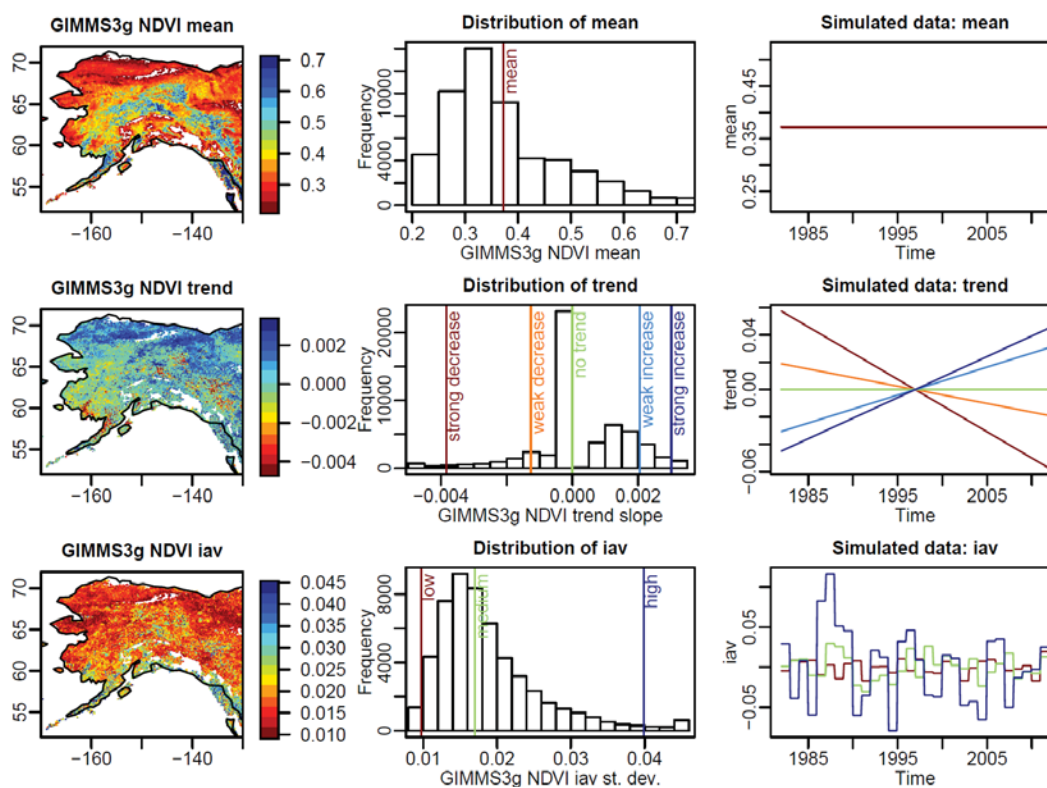 GIMMS3g NDVI mean
70
65
60
55
−160
−140
0.7
0.6
0.5
0.4
0.3
Distribution of mean
Frequency
0
4000
10000
mean
0.2
0.3
0.4
0.5
0.6
0.7
GIMMS3g NDVI mean
Simulated data: mean
mean
0.25
0.35
0.45
1985
1995
2005
Time
GIMMS3g NDVI trend
70
65
60
55
−160
−140
0.002
0.000
−0.002
−0.004
Distribution of trend
Frequency
0
10000
20000
strong decrease
weak decrease
no trend
weak increase
strong increase
−0.004
0.000
0.002
GIMMS3g NDVI trend slope
Simulated data: trend
trend
−0.06
0.00
0.04
1985
1995
2005
Time
GIMMS3g NDVI iav
70
65
60
55
−160
−140
0.045
0.040
0.035
0.030
0.025
0.020
0.015
0.010
Distribution of iav
Frequency
0
4000
8000
low
medium
high
0.01
0.02
0.03
0.04
GIMMS3g NDVI iav st. dev.
Simulated data: iav
iav
−0.05
0.05
1985
1995
2005
Time